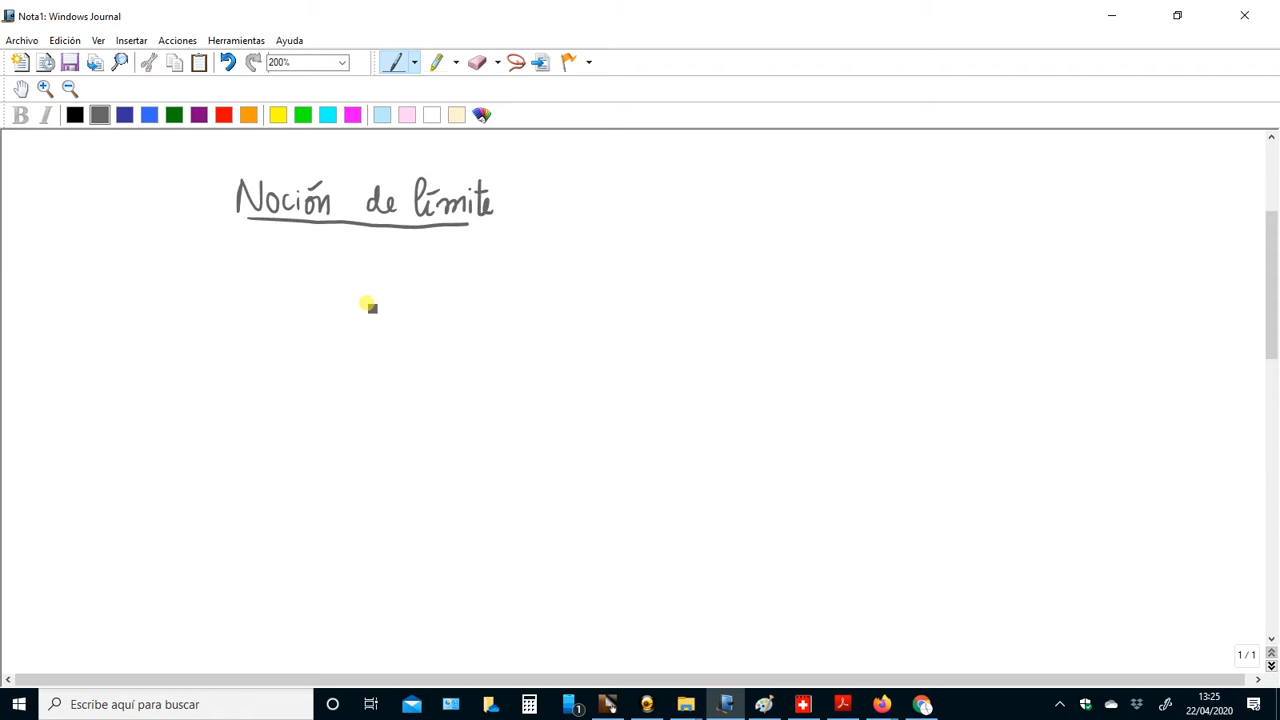 Nota1: Windows Journal
Archivo Edición Ver Insertar Acciones Herramientas Ayuda
200%
B I
Noción de límite
1 / 1
Escribe aquí para buscar
1
13:25
22/04/2020